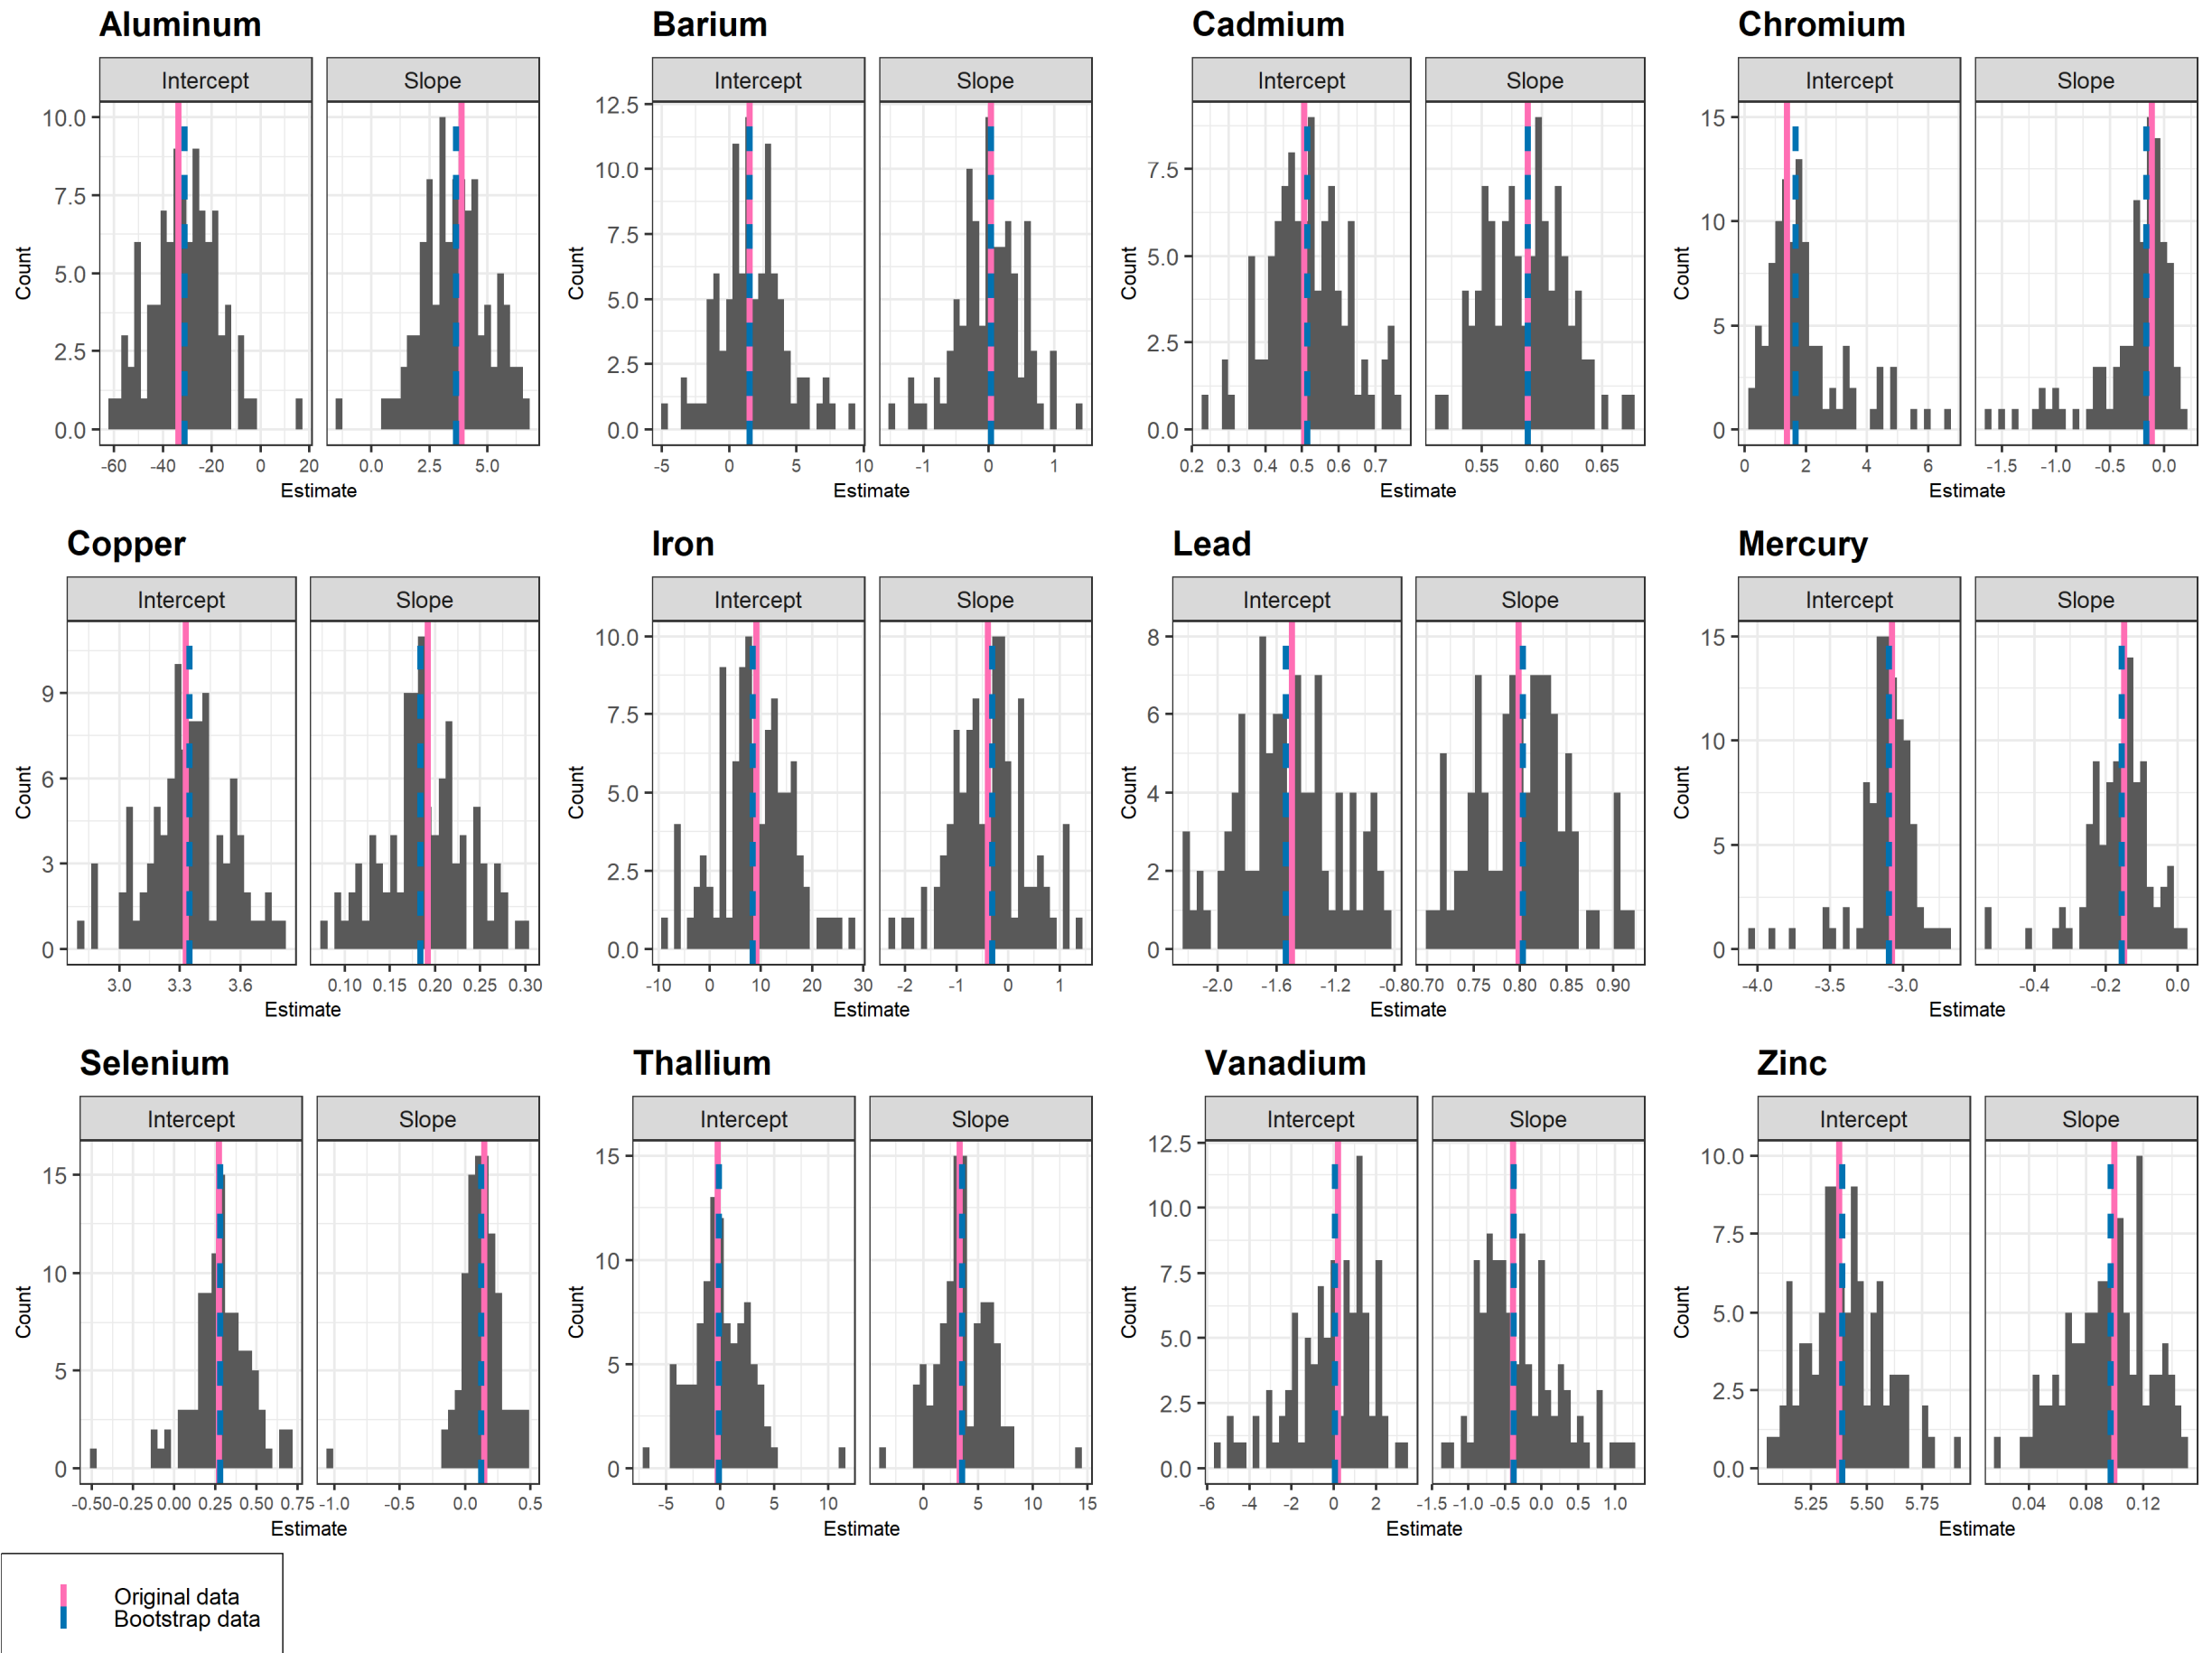 Aluminum Barium Cadmium Chromium
Intercept Slope Intercept Slope Intercept Slope Intercept Slope
Count 10.0 7.5 5.0 2.5 0.0
-60 -40 -20 0 20 0.0 2.5 5.0
Estimate
Count 12.5 10.0 7.5 5.0 2.5 0.0
-5 0 5 10 -1 0 1
Estimate
Count 7.5 5.0 2.5 0.0
0.2 0.3 0.4 0.5 0.6 0.7 0.55 0.60 0.65
Estimate
Count 15 10 5 0
0 2 4 6 -1.5 -1.0 -0.5 0.0
Estimate
Copper Iron Lead Mercury
Intercept Slope Intercept Slope Intercept Slope Intercept Slope
Count 9 6 3 0
3.0 3.3 3.6 0.10 0.15 0.20 0.25 0.30
Estimate
Count 10.0 7.5 5.0 2.5 0.0
-10 0 10 20 30 -2 -1 0 1
Estimate
Count 8 6 4 2 0
-2.0 -1.6 -1.2 -0.8 0.70 0.75 0.80 0.85 0.90
Estimate
Count 15 10 5 0
-4.0 -3.5 -3.0 -0.4 -0.2 0.0
Estimate
Selenium Thallium Vanadium Zinc
Intercept Slope Intercept Slope Intercept Slope Intercept Slope
Count 15 10 5 0
-0.50 -0.25 0.00 0.25 0.50 0.75 -1.0 -0.5 0.0 0.5
Estimate
Count 15 10 5 0
-5 0 5 10 0 5 10 15
Estimate
Count 12.5 10.0 7.5 5.0 2.5 0.0
-6 -4 -2 0 2 -1.5 -1.0 -0.5 0.0 0.5 1.0
Estimate
Count 10.0 7.5 5.0 2.5 0.0
5.25 5.50 5.75 0.04 0.08 0.12
Estimate
Original data
Bootstrap data